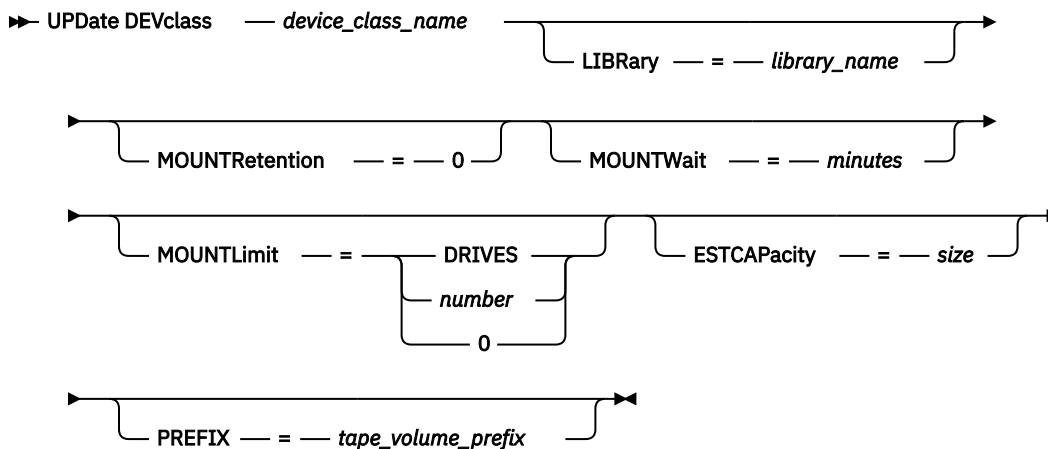 UPDate DEVclass — device_class_name
LIBRary — = — library_name
MOUNTRetention — = — 0
MOUNTWait — = — minutes
MOUNTLimit — =
DRIVES
number
0
ESTCAPacity — = — size
PREFIX — = — tape_volume_prefix